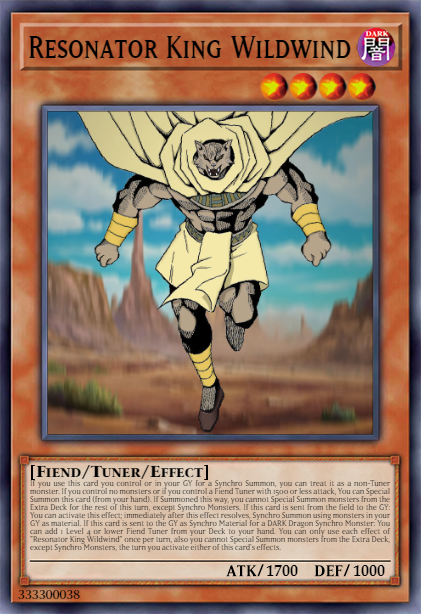 Resonator King Wildwind
DARK
闇
[Fiend/Tuner/Effect]
If you use this card you control or in your GY for a Synchro Summon, you can treat it as a non-Tuner
monster. If you control no monsters or if you control a Fiend Tuner with 1500 or less attack, You can Special
Summon this card (from your hand). If Summoned this way, you cannot Special Summon monsters from the
Extra Deck for the rest of this turn, except Synchro Monsters. If this card is sent from the field to the GY:
You can activate this effect; immediately after this effect resolves, Synchro Summon using monsters in your
GY as material. If this card is sent to the GY as Synchro Material for a DARK Dragon Synchro Monster: You
can add 1 Level 4 or lower Fiend Tuner from your Deck to your hand. You can only use each effect of
"Resonator King Wildwind" once per turn, also you cannot Special Summon monsters from the Extra Deck,
except Synchro Monsters, the turn you activate either of this card's effects.
ATK/1700 DEF/1000
333300038